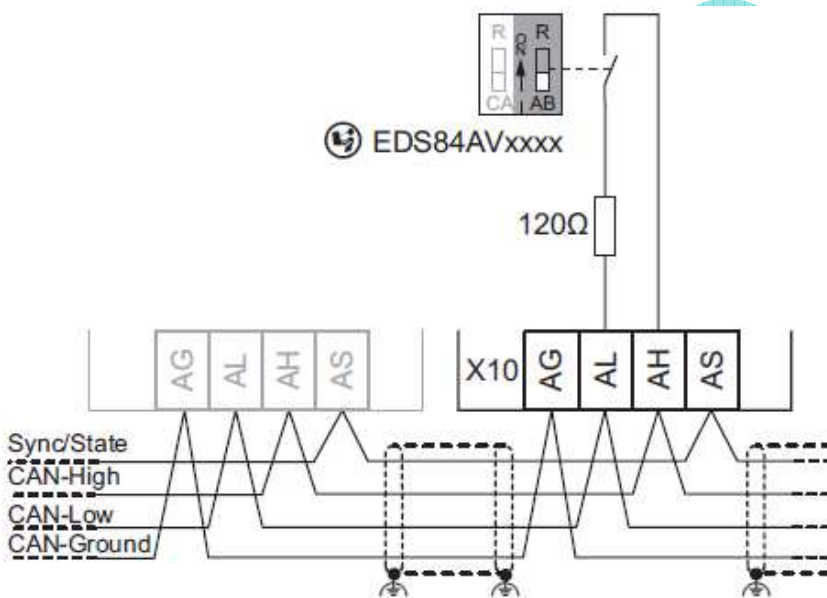 R ON R
CA AB
EDS84AVxxxx
120Ω
AG AL AH AS X10 AG AL AH AS
Sync/State
CAN-High
CAN-Low
CAN-Ground